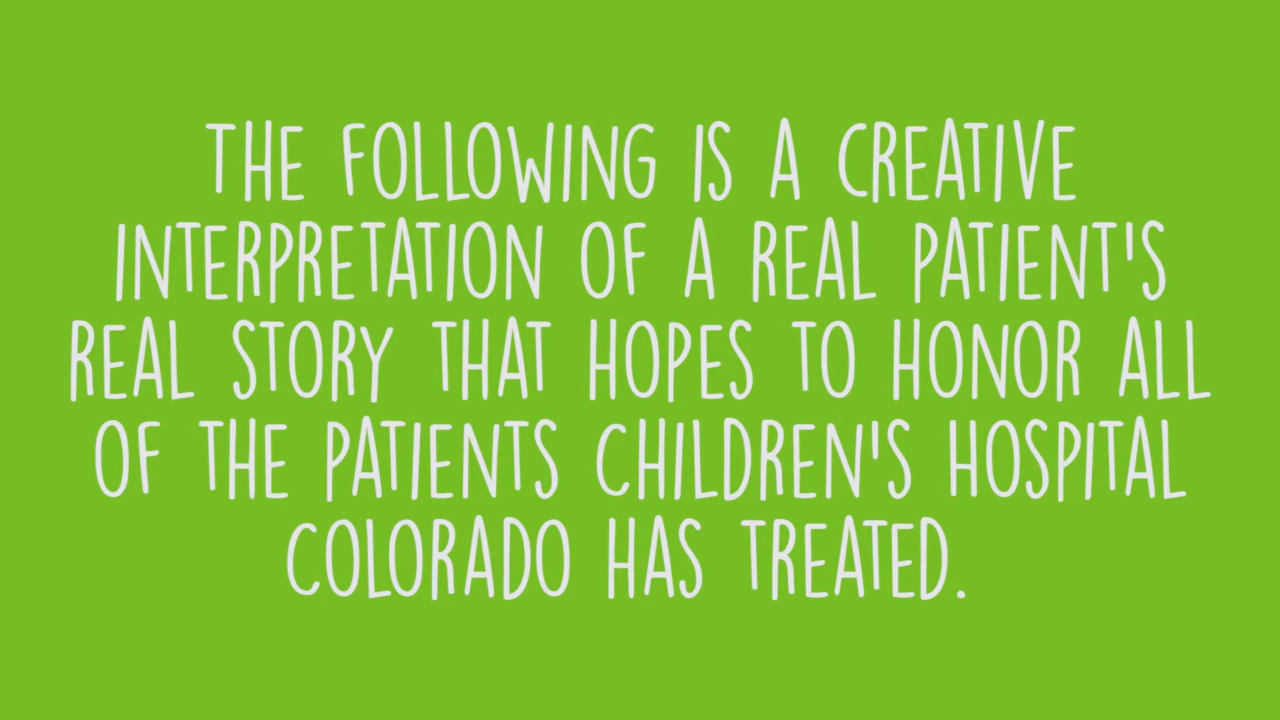 THE FOLLOWING IS A CREATIVE
INTERPRETATION OF A REAL PATIENT'S
REAL STORY THAT HOPES TO HONOR ALL
OF THE PATIENTS CHILDREN'S HOSPITAL
COLORADO HAS TREATED.